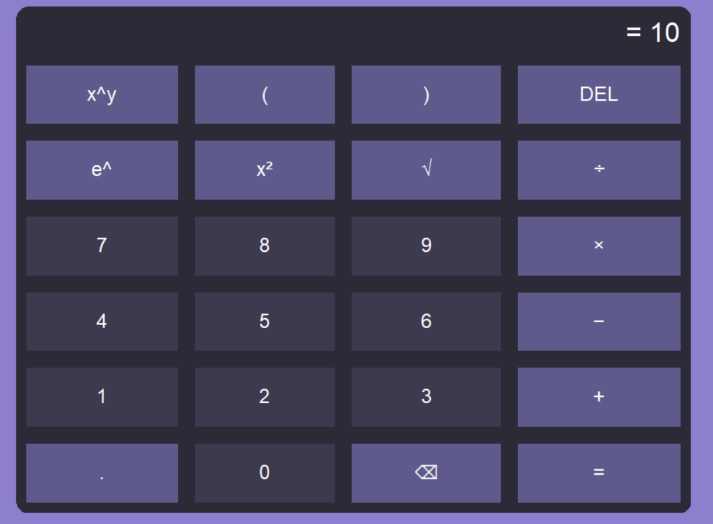 = 10
x^y ( ) DEL
e^ x² √ ÷
7 8 9 ×
4 5 6 −
1 2 3 +
. 0 ⌫ =